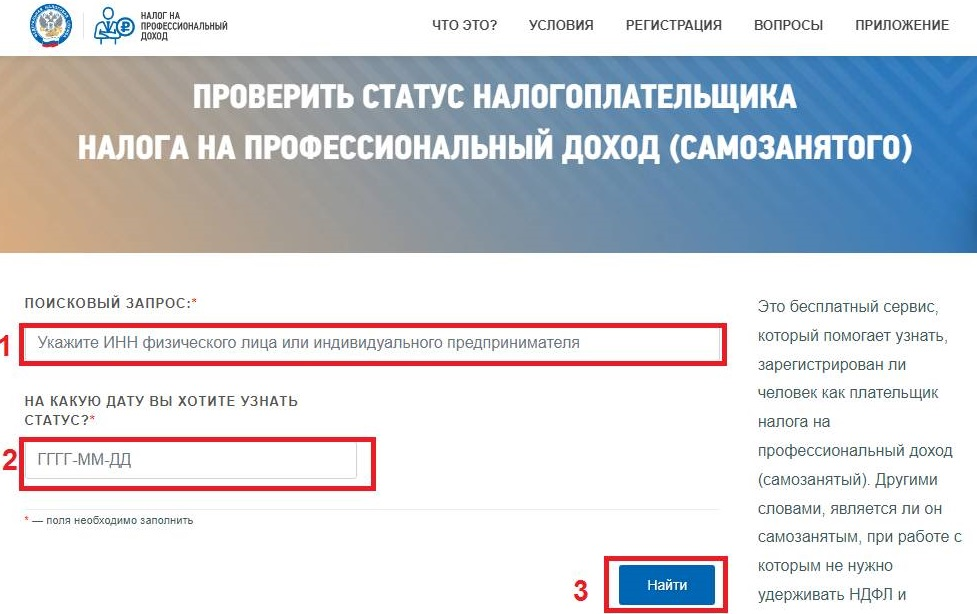 НАЛОГ НА
ПРОФЕССИОНАЛЬНЫЙ
ДОХОД
ЧТО ЭТО? УСЛОВИЯ РЕГИСТРАЦИЯ ВОПРОСЫ ПРИЛОЖЕНИЕ
ПРОВЕРИТЬ СТАТУС НАЛОГОПЛАТЕЛЬЩИКА
НАЛОГА НА ПРОФЕССИОНАЛЬНЫЙ ДОХОД (САМОЗАНЯТОГО)
ПОИСКОВЫЙ ЗАПРОС:*
1 Укажите ИНН физического лица или индивидуального предпринимателя
НА КАКУЮ ДАТУ ВЫ ХОТИТЕ УЗНАТЬ
СТАТУС?*
2 ГГГГ-ММ-ДД
* — поля необходимо заполнить
3 Найти
Это бесплатный сервис,
который помогает узнать,
зарегистрирован ли
человек как плательщик
налога на
профессиональный доход
(самозанятый). Другими
словами, является ли он
самозанятым, при работе с
которым не нужно
удерживать НДФЛ и